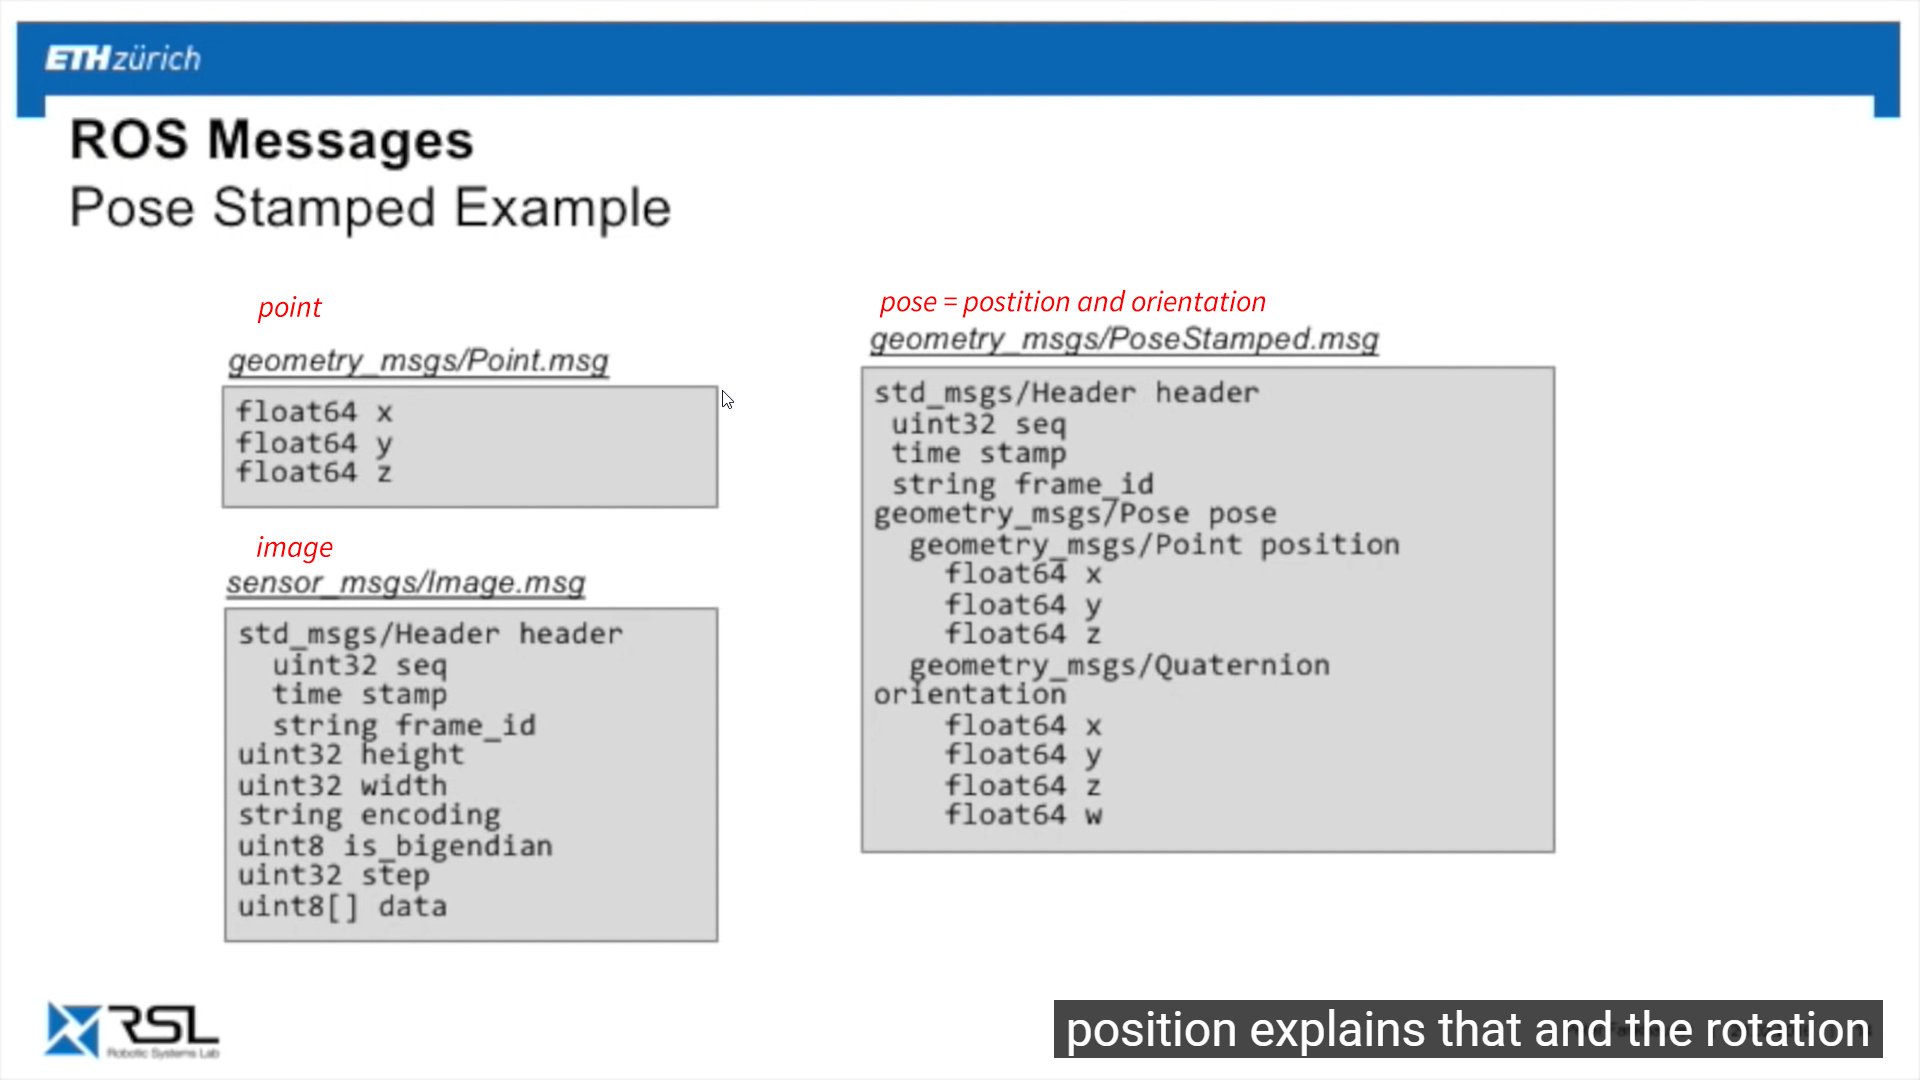 ETH zürich
ROS Messages
Pose Stamped Example
point
geometry_msgs/Point.msg
float64 x
float64 y
float64 z
image
sensor_msgs/Image.msg
std_msgs/Header header
uint32 seq
time stamp
string frame_id
uint32 height
uint32 width
string encoding
uint8 is_bigendian
uint32 step
uint8[] data
pose = postition and orientation
geometry_msgs/PoseStamped.msg
std_msgs/Header header
uint32 seq
time stamp
string frame_id
geometry_msgs/Pose pose
geometry_msgs/Point position
float64 x
float64 y
float64 z
geometry_msgs/Quaternion
orientation
float64 x
float64 y
float64 z
float64 w
RSL
Robotic Systems Lab
position explains that and the rotation